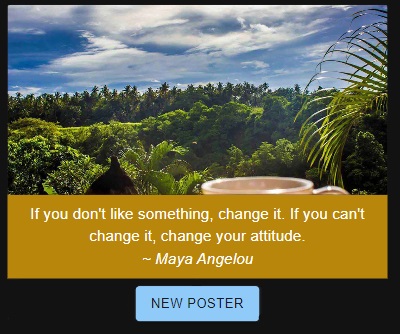 If you don't like something, change it. If you can't
change it, change your attitude.
~ Maya Angelou
NEW POSTER